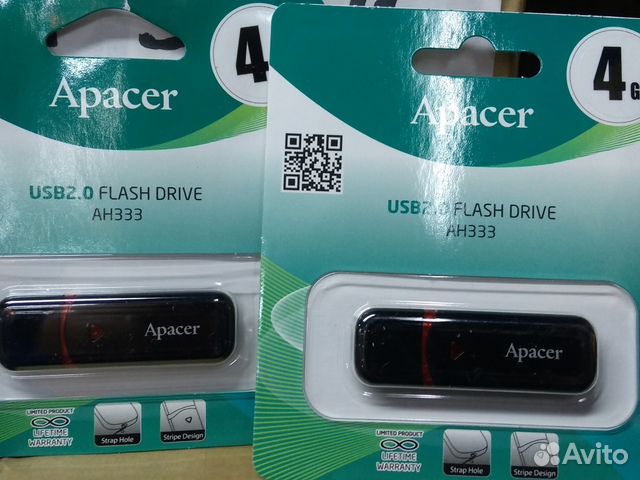 4
Apacer
USB2.0 FLASH DRIVE
AH333
Apacer
LIMITED PRODUCT
LIFETIME
WARRANTY
Strap Hole
Stripe Design
4G
Apacer
USB2.0 FLASH DRIVE
AH333
Apacer
LIMITED PRODUCT
LIFETIME
WARRANTY
Strap Hole
Stripe Design
Avito